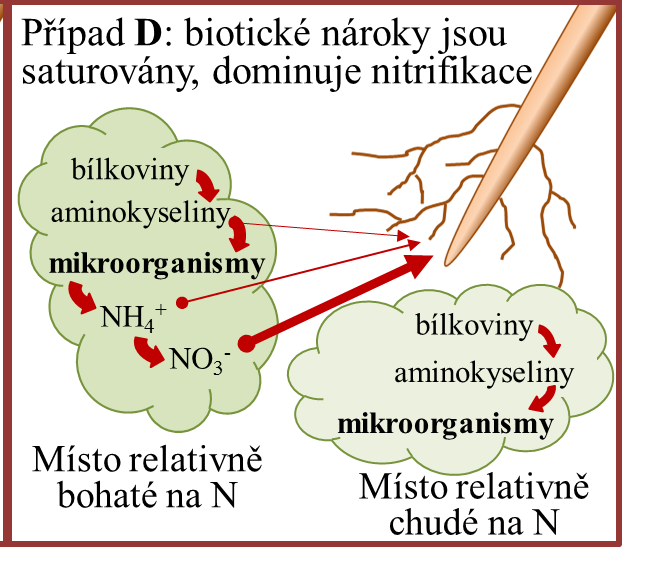 Případ D: biotické nároky jsou
saturovány, dominuje nitrifikace
bílkoviny
aminokyseliny
mikroorganismy
NH₄⁺
NO₃⁻
Místo relativně
bohaté na N
bílkoviny
aminokyseliny
mikroorganismy
Místo relativně
chudé na N